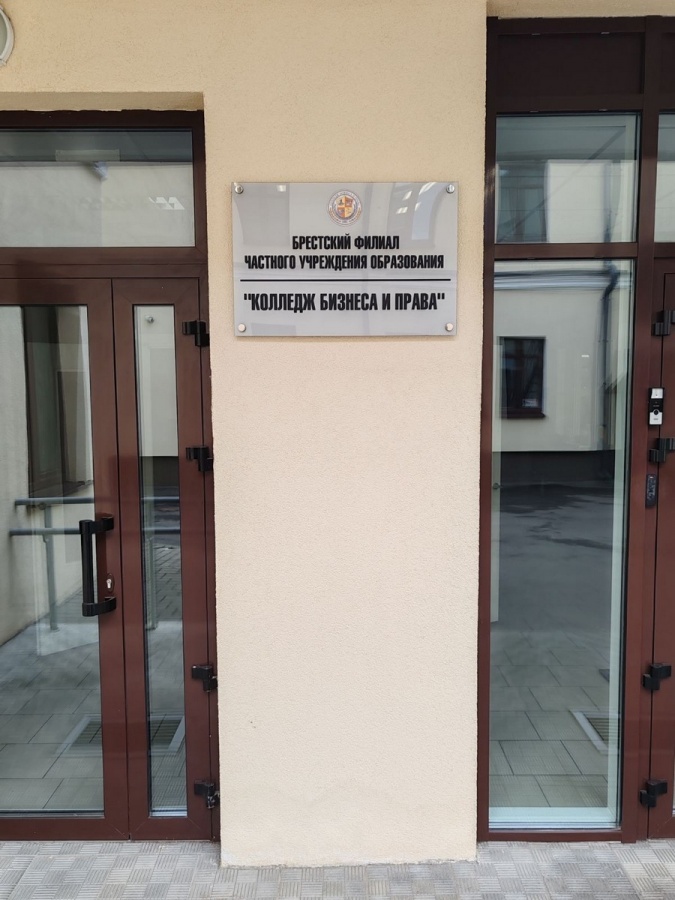 БРЕСТСКИЙ ФИЛИАЛ
ЧАСТНОГО УЧРЕЖДЕНИЯ ОБРАЗОВАНИЯ
"КОЛЛЕДЖ БИЗНЕСА И ПРАВА"